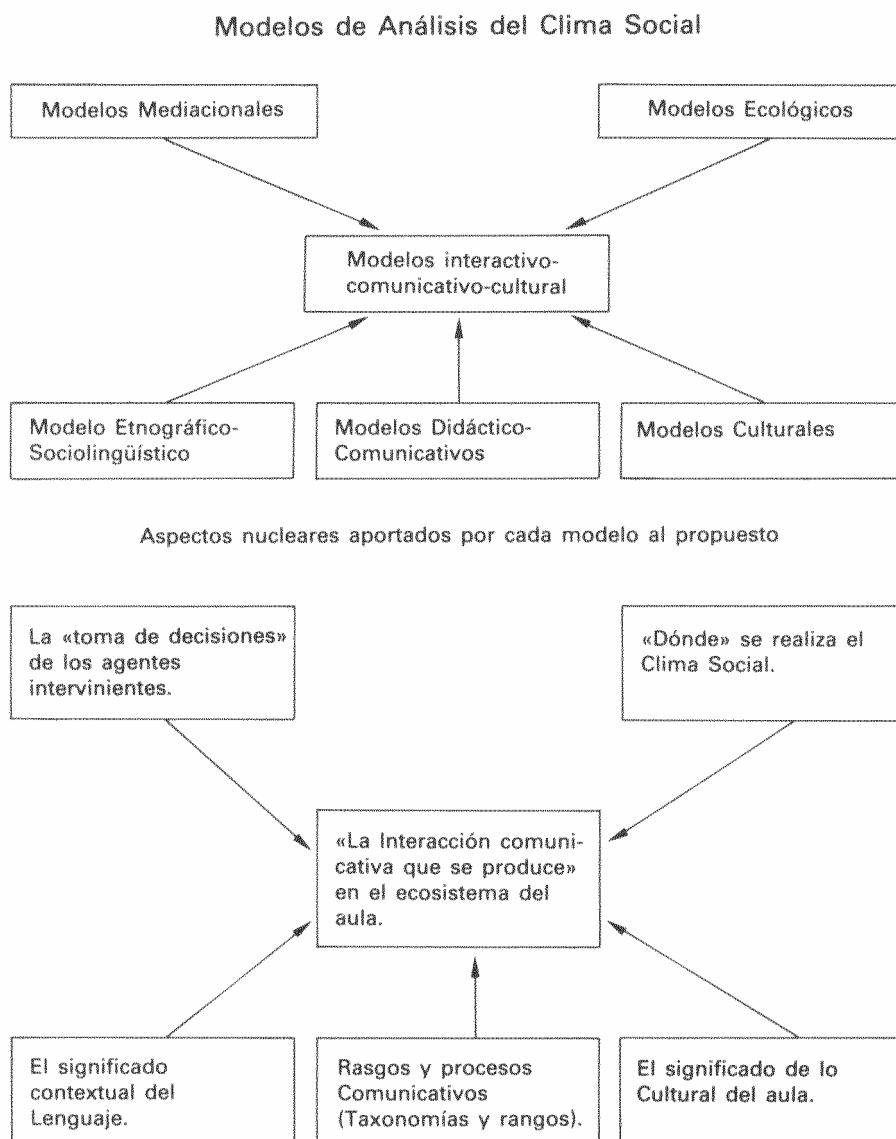 Modelos de Análisis del Clima Social
Modelos Mediacionales
Modelos Ecológicos
Modelos interactivo-
comunicativo-cultural
Modelo Etnográfico-
Sociolingüístico
Modelos Didáctico-
Comunicativos
Modelos Culturales
Aspectos nucleares aportados por cada modelo al propuesto
La «toma de decisiones»
de los agentes
intervinientes.
«Dónde» se realiza el
Clima Social.
«La Interacción comuni-
cativa que se produce»
en el ecosistema del
aula.
El significado
contextual del
Lenguaje.
Rasgos y procesos
Comunicativos
(Taxonomías y rangos).
El significado de lo
Cultural del aula.